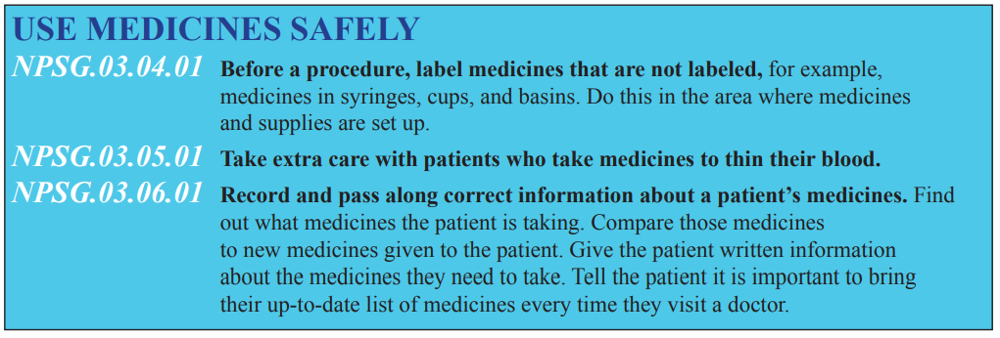 USE MEDICINES SAFELY
NPSG.03.04.01 Before a procedure, label medicines that are not labeled, for example,
medicines in syringes, cups, and basins. Do this in the area where medicines
and supplies are set up.
NPSG.03.05.01 Take extra care with patients who take medicines to thin their blood.
NPSG.03.06.01 Record and pass along correct information about a patient’s medicines. Find
out what medicines the patient is taking. Compare those medicines
to new medicines given to the patient. Give the patient written information
about the medicines they need to take. Tell the patient it is important to bring
their up-to-date list of medicines every time they visit a doctor.